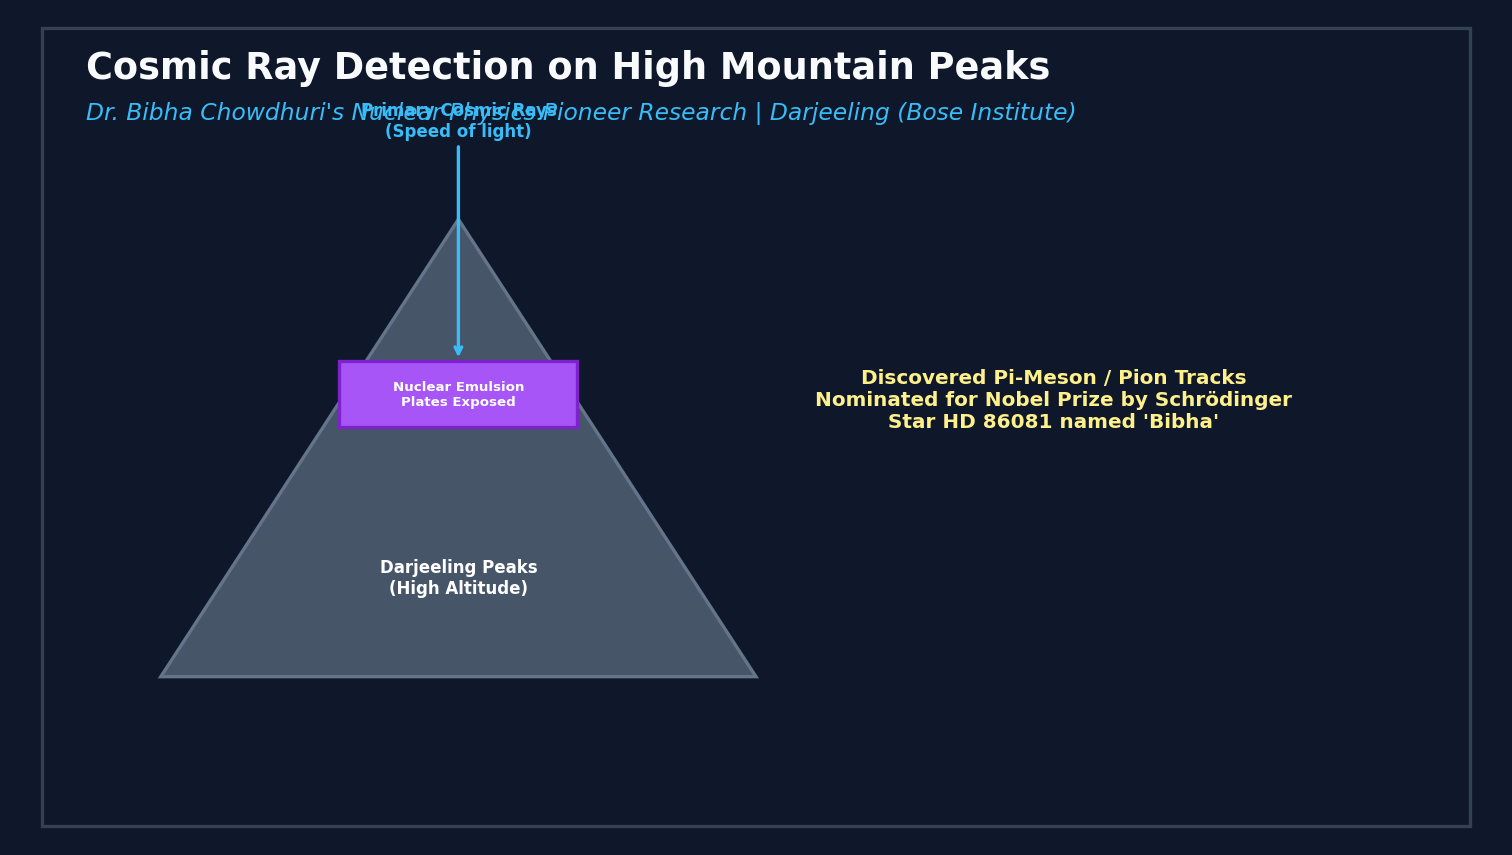 Cosmic Ray Detection on High Mountain Peaks
Dr. Bibha Chowdhuri's Nuclear Physics Pioneer Research | Darjeeling (Bose Institute)
Primary Cosmic Rays
(Speed of light)
Nuclear Emulsion
Plates Exposed
Discovered Pi-Meson / Pion Tracks
Nominated for Nobel Prize by Schrödinger
Star HD 86081 named 'Bibha'
Darjeeling Peaks
(High Altitude)